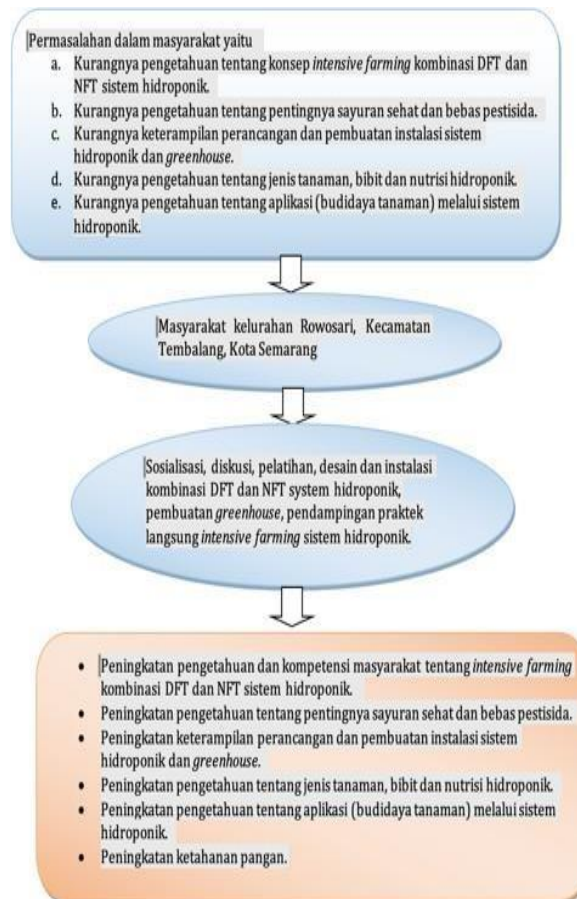 Permasalahan dalam masyarakat yaitu
a. Kurangnya pengetahuan tentang konsep intensive farming kombinasi DFT dan
NFT sistem hidroponik.
b. Kurangnya pengetahuan tentang pentingnya sayuran sehat dan bebas pestisida.
c. Kurangnya keterampilan perancangan dan pembuatan instalasi sistem
hidroponik dan greenhouse.
d. Kurangnya pengetahuan tentang jenis tanaman, bibit dan nutrisi hidroponik.
e. Kurangnya pengetahuan tentang aplikasi (budidaya tanaman) melalui sistem
hidroponik.
Masyarakat kelurahan Rowosari, Kecamatan
Tembalang, Kota Semarang
Sosialisasi, diskusi, pelatihan, desain dan instalasi
kombinasi DFT dan NFT system hidroponik,
pembuatan greenhouse, pendampingan praktek
langsung intensive farming sistem hidroponik.
• Peningkatan pengetahuan dan kompetensi masyarakat tentang intensive farming
kombinasi DFT dan NFT sistem hidroponik.
• Peningkatan pengetahuan tentang pentingnya sayuran sehat dan bebas pestisida.
• Peningkatan keterampilan perancangan dan pembuatan instalasi sistem
hidroponik dan greenhouse.
• Peningkatan pengetahuan tentang jenis tanaman, bibit dan nutrisi hidroponik.
• Peningkatan pengetahuan tentang aplikasi (budidaya tanaman) melalui sistem
hidroponik.
• Peningkatan ketahanan pangan.